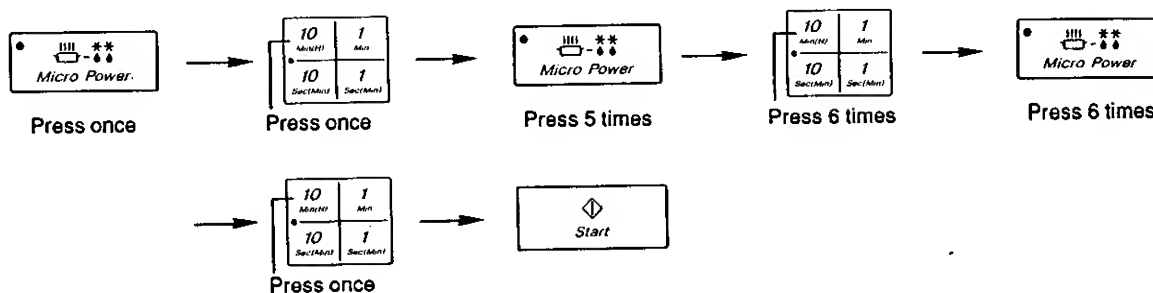 Micro Power
Press once
10 Min(H) 1 Min
10 Sec(Min) 1 Sec(Min)
Press once
Micro Power
Press 5 times
10 Min(H) 1 Min
10 Sec(Min) 1 Sec(Min)
Press 6 times
Micro Power
Press 6 times
10 Min(H) 1 Min
10 Sec(Min) 1 Sec(Min)
Press once
Start